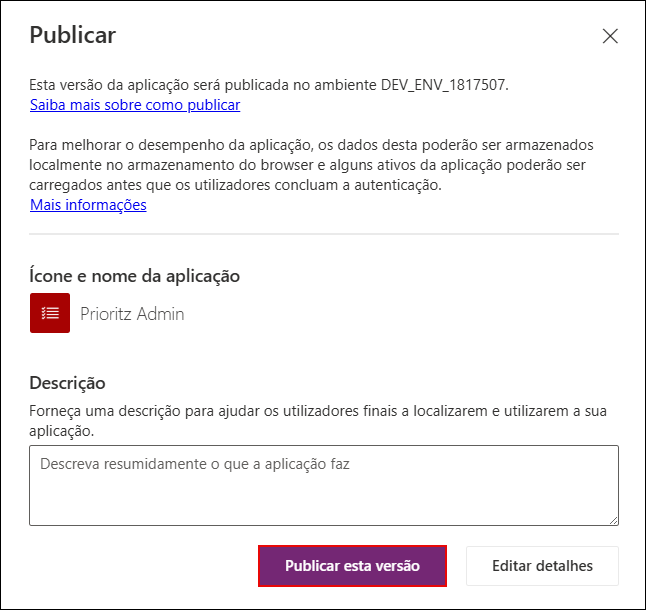 Publicar
Esta versão da aplicação será publicada no ambiente DEV_ENV_1817507.
Saiba mais sobre como publicar
Para melhorar o desempenho da aplicação, os dados desta poderão ser armazenados
localmente no armazenamento do browser e alguns ativos da aplicação poderão ser
carregados antes que os utilizadores concluam a autenticação.
Mais informações
Ícone e nome da aplicação
Prioritz Admin
Descrição
Forneça uma descrição para ajudar os utilizadores finais a localizarem e utilizarem a sua
aplicação.
Descreva resumidamente o que a aplicação faz
Publicar esta versão
Editar detalhes